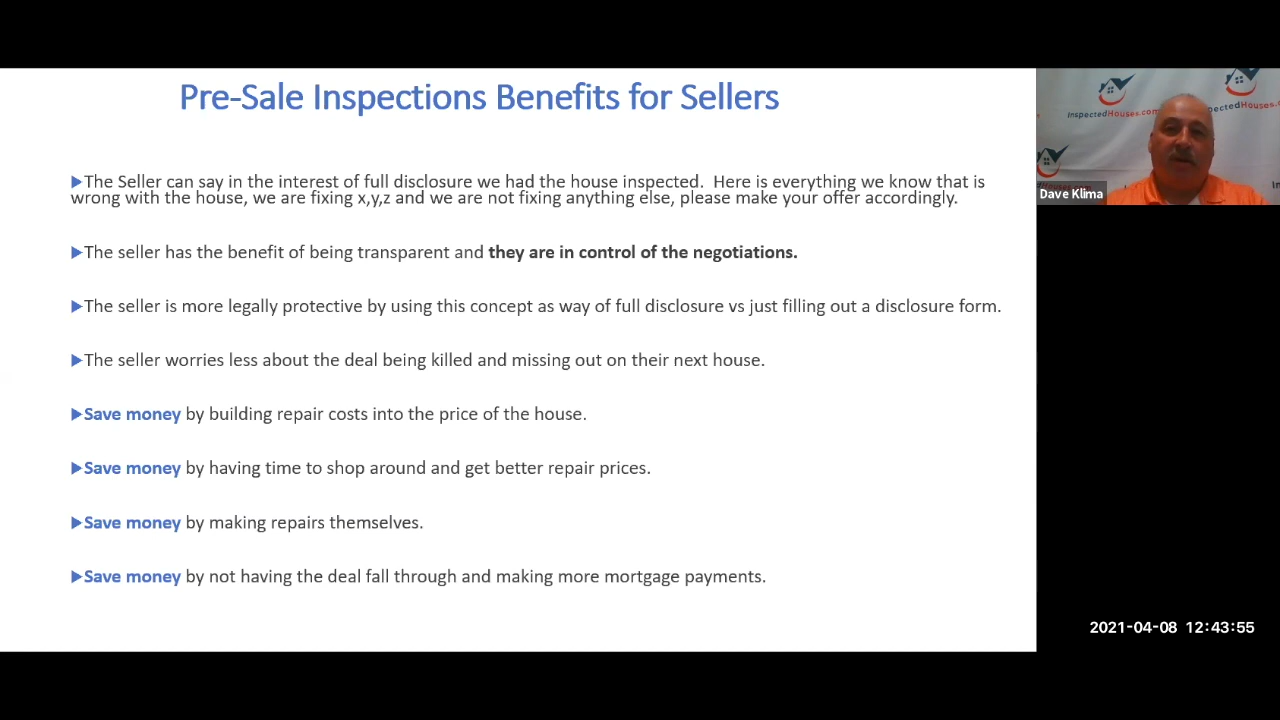 Pre-Sale Inspections Benefits for Sellers
▶The Seller can say in the interest of full disclosure we had the house inspected. Here is everything we know that is
wrong with the house, we are fixing x,y,z and we are not fixing anything else, please make your offer accordingly.
▶The seller has the benefit of being transparent and they are in control of the negotiations.
▶The seller is more legally protective by using this concept as way of full disclosure vs just filling out a disclosure form.
▶The seller worries less about the deal being killed and missing out on their next house.
▶Save money by building repair costs into the price of the house.
▶Save money by having time to shop around and get better repair prices.
▶Save money by making repairs themselves.
▶Save money by not having the deal fall through and making more mortgage payments.
InspectedHouses.com
pectedHouses.c
Dave Klima
2021-04-08 12:43:55